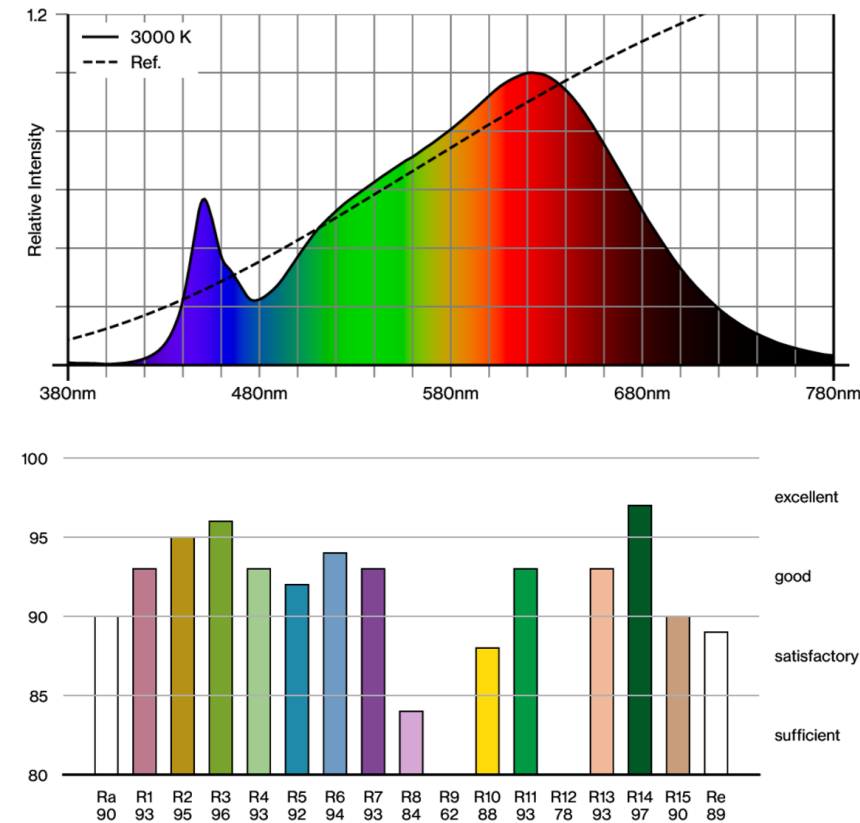 1.2
3000 K
Ref.
Relative Intensity
380nm 480nm 580nm 680nm 780nm
100
excellent
95
good
90
satisfactory
85
sufficient
80
Ra R1 R2 R3 R4 R5 R6 R7 R8 R9 R10 R11 R12 R13 R14 R15 Re
90 93 95 96 93 92 94 93 84 62 88 93 78 93 97 90 89